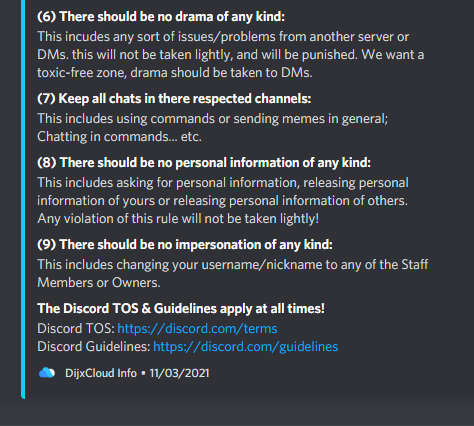 (6) There should be no drama of any kind:
This incudes any sort of issues/problems from another server or
DMs. this will not be taken lightly, and will be punished. We want a
toxic-free zone, drama should be taken to DMs.
(7) Keep all chats in there respected channels:
This includes using commands or sending memes in general;
Chatting in commands... etc.
(8) There should be no personal information of any kind:
This includes asking for personal information, releasing personal
information of yours or releasing personal information of others.
Any violation of this rule will not be taken lightly!
(9) There should be no impersonation of any kind:
This includes changing your username/nickname to any of the Staff
Members or Owners.
The Discord TOS & Guidelines apply at all times!
Discord TOS: https://discord.com/terms
Discord Guidelines: https://discord.com/guidelines
DijxCloud Info • 11/03/2021